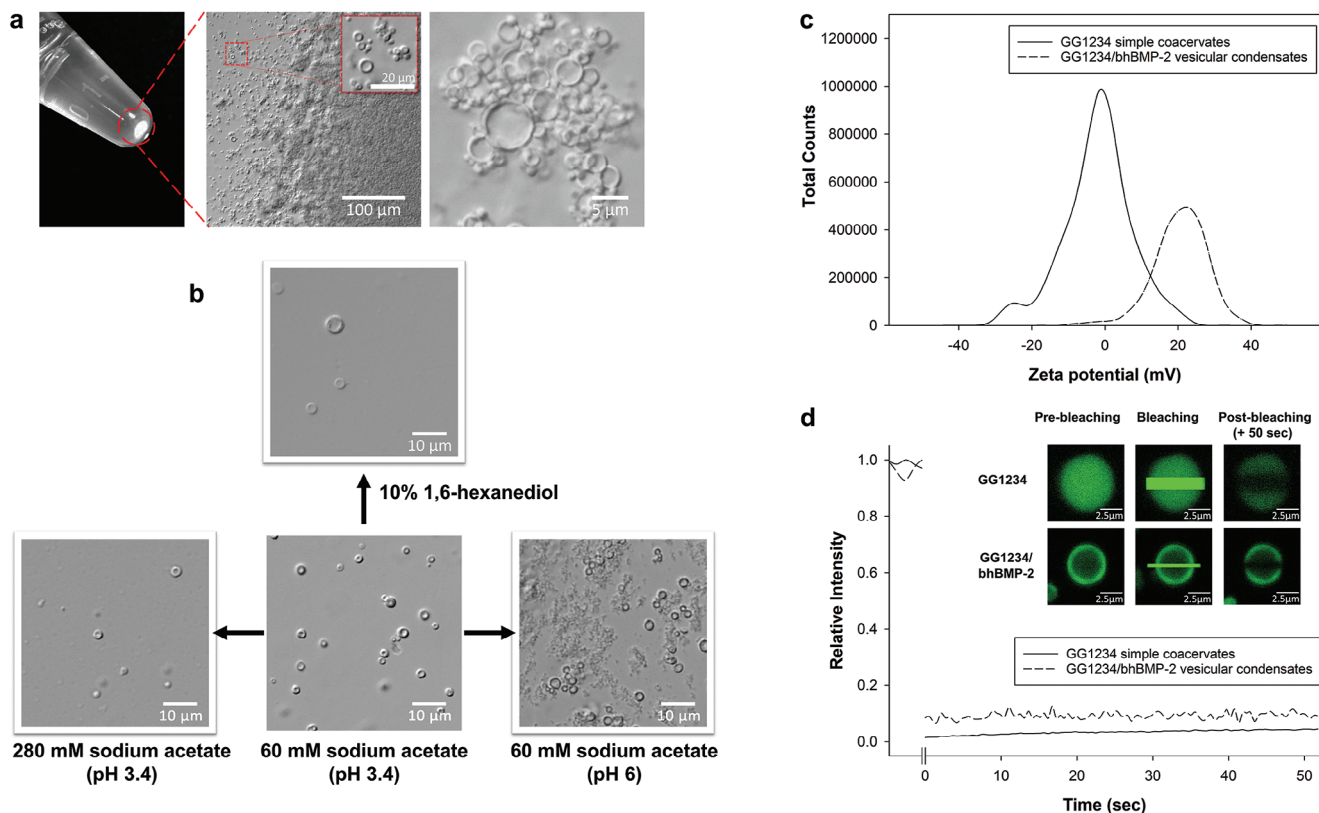 a
20 µm
100 µm
5 µm
b
10 µm
10% 1,6-hexanediol
10 µm
10 µm
10 µm
280 mM sodium acetate
(pH 3.4)
60 mM sodium acetate
(pH 3.4)
60 mM sodium acetate
(pH 6)
c
1200000
1000000
800000
600000
400000
200000
0
Total Counts
GG1234 simple coacervates
GG1234/bhBMP-2 vesicular condensates
-40
-20
0
20
40
Zeta potential (mV)
d
Pre-bleaching
Bleaching
Post-bleaching
(+ 50 sec)
GG1234
2.5µm
2.5µm
2.5µm
GG1234/
bhBMP-2
2.5µm
2.5µm
2.5µm
1.0
0.8
0.6
0.4
0.2
0.0
Relative Intensity
GG1234 simple coacervates
GG1234/bhBMP-2 vesicular condensates
0
10
20
30
40
50
Time (sec)